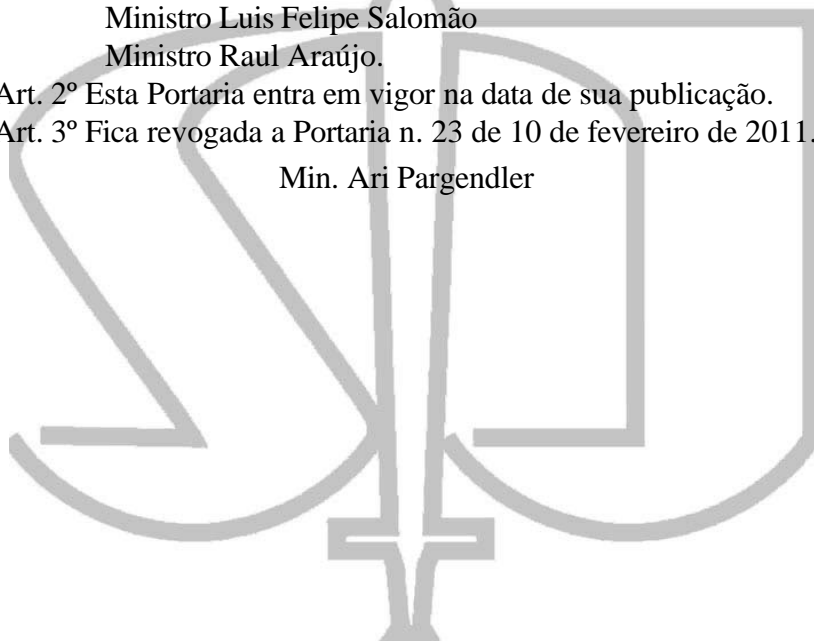 Ministro Luis Felipe Salomão
Ministro Raul Araújo.
Art. 2º Esta Portaria entra em vigor na data de sua publicação.
Art. 3º Fica revogada a Portaria n. 23 de 10 de fevereiro de 2011.
Min. Ari Pargendler